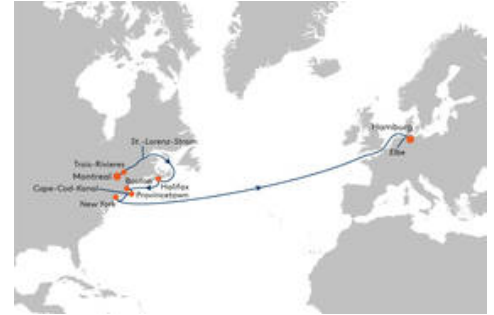 St.-Lorenz-Strom
Hamburg
Elbe
Trois-Rivieres
Montreal
Boston
Halifax
Cape-Cod-Kanal
Provincetown
New York